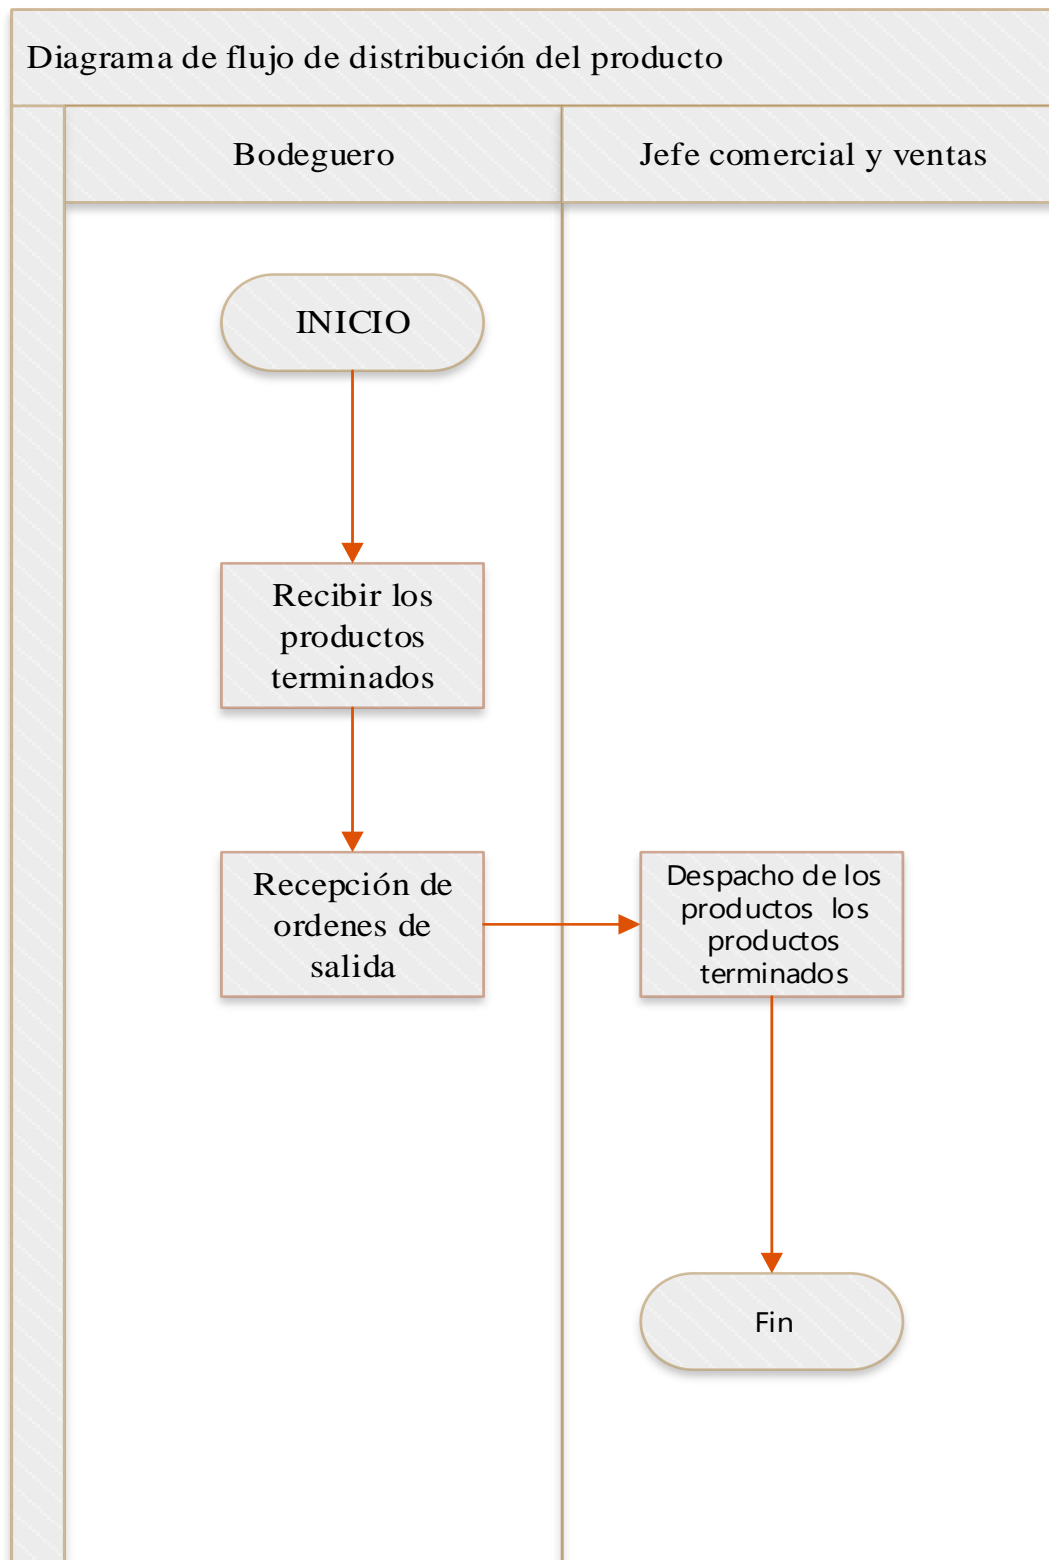 Diagrama de flujo de distribución del producto
Bodeguero
Jefe comercial y ventas
INICIO
Recibir los
productos
terminados
Recepción de
ordenes de
salida
Despacho de los
productos los
productos
terminados
Fin